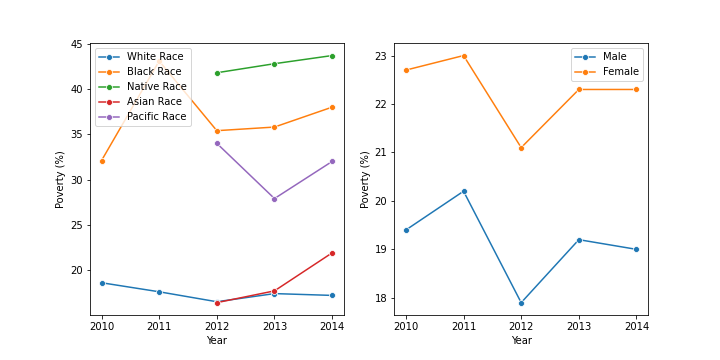 45
40
35
30
25
20
Poverty (%)
White Race
Black Race
Native Race
Asian Race
Pacific Race
2010 2011 2012 2013 2014
Year
23
22
21
20
19
18
Poverty (%)
Male
Female
2010 2011 2012 2013 2014
Year